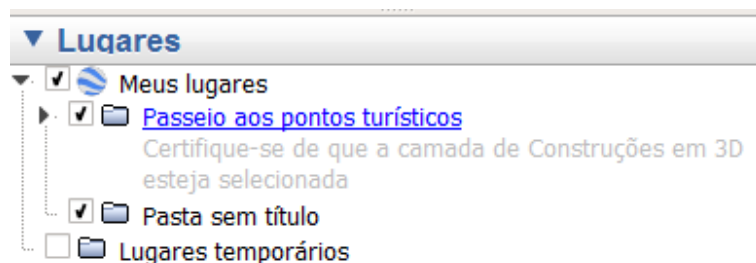 Lugares
Meus lugares
Passeio aos pontos turísticos
Certifique-se de que a camada de Construções em 3D
esteja selecionada
Pasta sem título
Lugares temporários